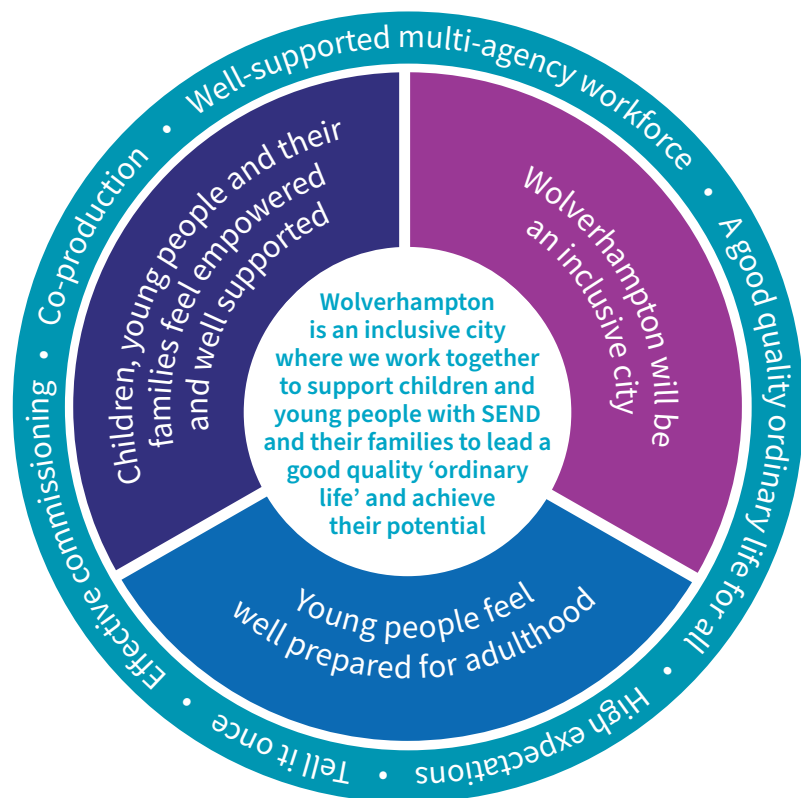 Well-supported multi-agency workforce • A good quality ordinary life for all • High expectations • Tell it once • Effective commissioning • Co-production •
Children, young people and their
families feel empowered
and well supported
Wolverhampton will be
an inclusive city
Wolverhampton
is an inclusive city
where we work together
to support children and
young people with SEND
and their families to lead a
good quality ‘ordinary
life’ and achieve
their potential
Young people feel
well prepared for adulthood